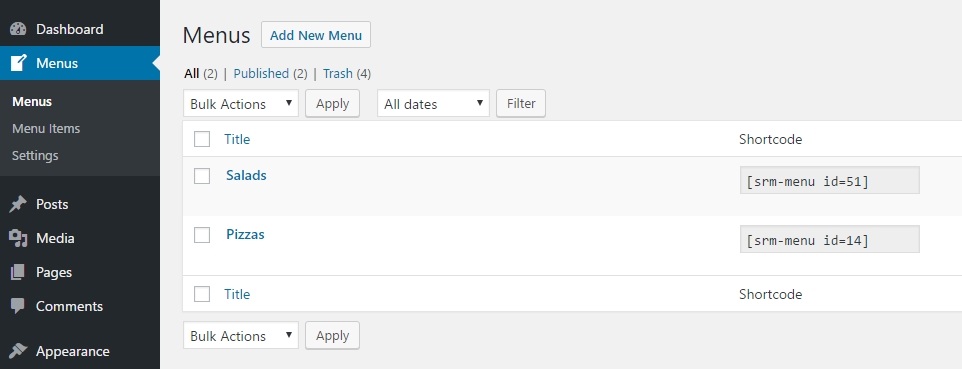 Dashboard
Menus
Menus
Menu Items
Settings
Posts
Media
Pages
Comments
Appearance
Menus Add New Menu
All (2) | Published (2) | Trash (4)
Bulk Actions Apply All dates Filter
Title Shortcode
Salads [srm-menu id=51]
Pizzas [srm-menu id=14]
Title Shortcode
Bulk Actions Apply